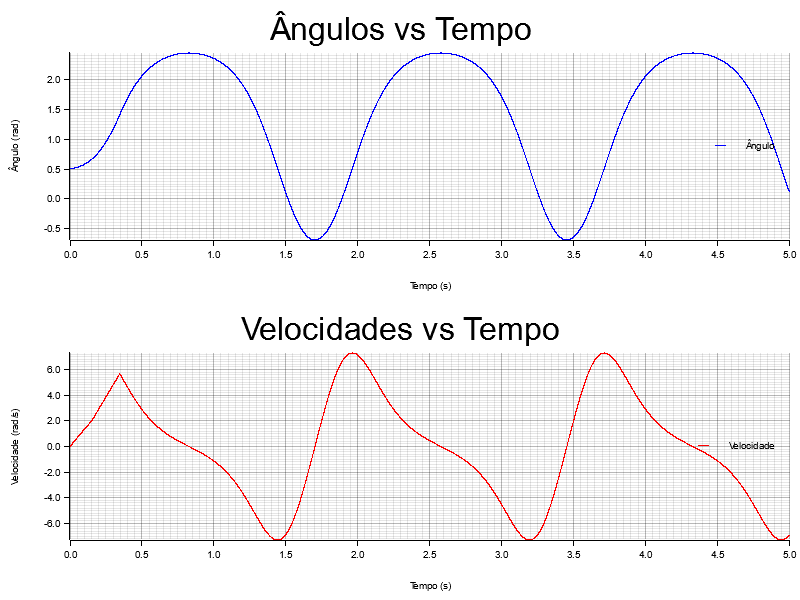 Ângulos vs Tempo
2.0
1.5
1.0
0.5
0.0
-0.5
Ângulo (rad)
Ângulo
0.0 0.5 1.0 1.5 2.0 2.5 3.0 3.5 4.0 4.5 5.0
Tempo (s)
Velocidades vs Tempo
6.0
4.0
2.0
0.0
-2.0
-4.0
-6.0
Velocidade (rad/s)
Velocidade
0.0 0.5 1.0 1.5 2.0 2.5 3.0 3.5 4.0 4.5 5.0
Tempo (s)